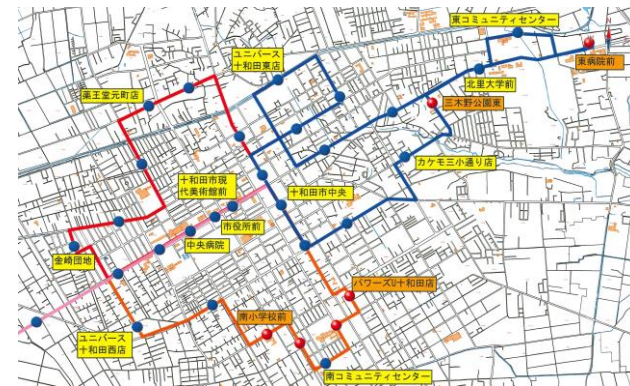 東コミュニティセンター
東病院前
ユニバース
十和田東店
北里大学前
薬王堂元町店
三木野公園東
カケモ三小通り店
十和田市現
代美術館前
十和田市中央
市役所前
中央病院
金崎団地
パワーズU十和田店
南小学校前
ユニバース
十和田西店
南コミュニティセンター